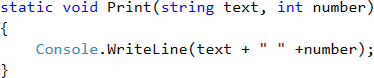 static void Print(string text, int number)
{
    Console.WriteLine(text + " " +number);
}